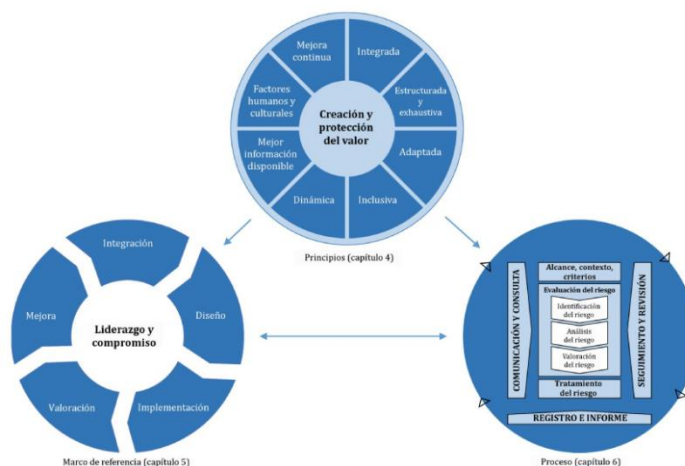 Mejora
continua
Integrada
Factores
humanos y
culturales
Estructurada
y
exhaustiva
Creación y
protección
del valor
Mejor
información
disponible
Adaptada
Dinámica
Inclusiva
Principios (capítulo 4)
Integración
Mejora
Diseño
Liderazgo y
compromiso
Valoración
Implementación
Marco de referencia (capítulo 5)
COMUNICACIÓN Y CONSULTA
Alcance, contexto,
criterios
Evaluación del riesgo
Identificación
del riesgo
Análisis
del riesgo
Valoración
del riesgo
Tratamiento
del riesgo
SEGUIMIENTO Y REVISIÓN
REGISTRO E INFORME
Proceso (capítulo 6)